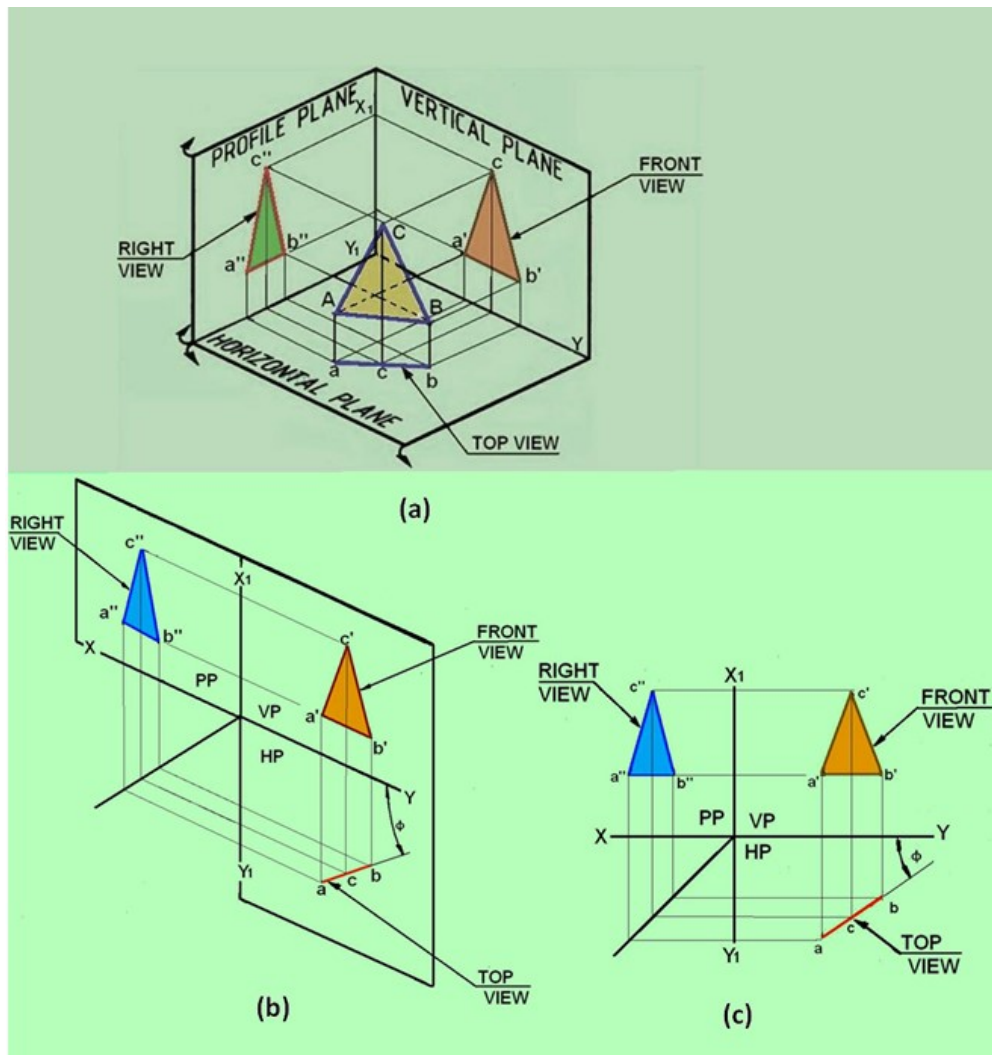 PROFILE PLANE
X1
VERTICAL PLANE
c"
c
FRONT
VIEW
RIGHT
VIEW
b"
a"
Y1
C
a'
b'
A
B
Y
HORIZONTAL PLANE
a
c
b
TOP VIEW
(a)
RIGHT
VIEW
c"
X1
a"
b"
c'
FRONT
VIEW
X
PP
VP
a'
b'
HP
Y
ϕ
Y1
a
c
b
TOP
VIEW
(b)
RIGHT
VIEW
X1
c"
c'
FRONT
VIEW
a"
b"
a'
b'
PP
VP
X
Y
HP
ϕ
b
c
a
Y1
TOP
VIEW
(c)